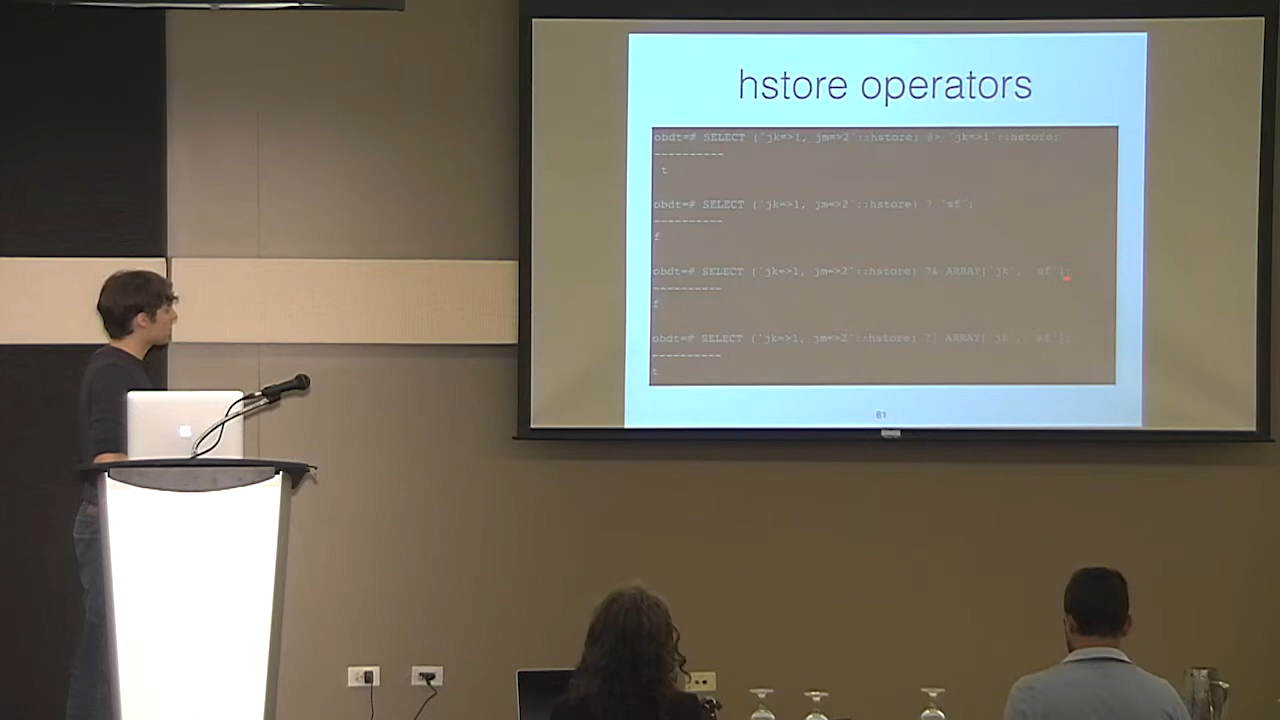 hstore operators
obdt=# SELECT ('jk=>1, jm=>2'::hstore) @> 'jk=>1'::hstore;
----------
t
obdt=# SELECT ('jk=>1, jm=>2'::hstore) ? 'sf';
----------
f
obdt=# SELECT ('jk=>1, jm=>2'::hstore) ?& ARRAY['jk', 'sf'];
----------
f
obdt=# SELECT ('jk=>1, jm=>2'::hstore) ?| ARRAY['jk', 'sf'];
----------
t
61